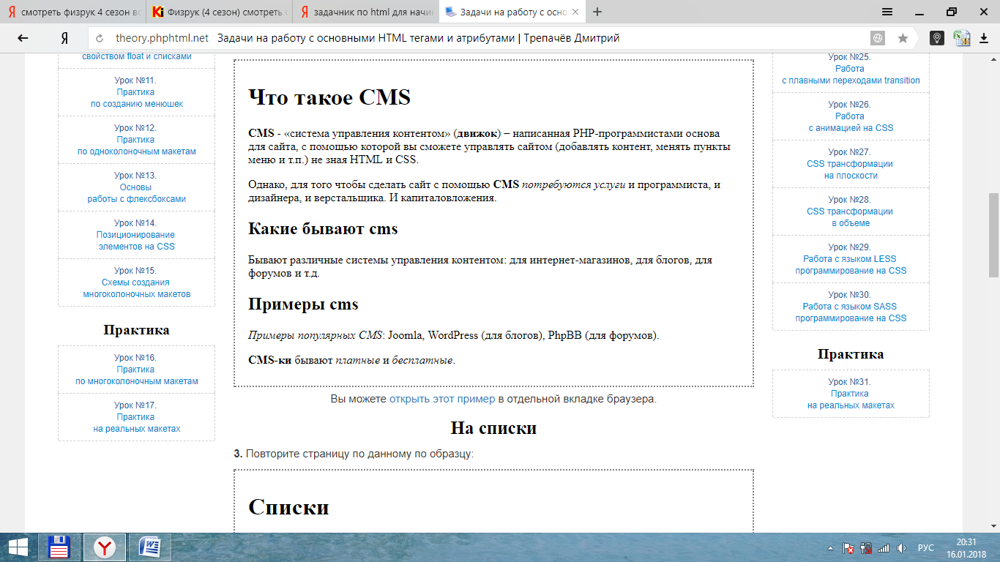 смотреть физрук 4 сезон во
Физрук (4 сезон) смотреть
задачник по html для начи
Задачи на работу с осно
theory.phphtml.net Задачи на работу с основными HTML тегами и атрибутами | Трепачёв Дмитрий
свойством float и списками
Урок №11.
Практика
по созданию менюшек
Урок №12.
Практика
по одноколоночным макетам
Урок №13.
Основы
работы с флексбоксами
Урок №14.
Позиционирование
элементов на CSS
Урок №15.
Схемы создания
многоколоночных макетов
Практика
Урок №16.
Практика
по многоколоночным макетам
Урок №17.
Практика
на реальных макетах
Что такое CMS
CMS - «система управления контентом» (движок) – написанная PHP-программистами основа
для сайта, с помощью которой вы сможете управлять сайтом (добавлять контент, менять пункты
меню и т.п.) не зная HTML и CSS.
Однако, для того чтобы сделать сайт с помощью CMS потребуются услуги и программиста, и
дизайнера, и верстальщика. И капиталовложения.
Какие бывают cms
Бывают различные системы управления контентом: для интернет-магазинов, для блогов, для
форумов и т.д.
Примеры cms
Примеры популярных CMS: Joomla, WordPress (для блогов), PhpBB (для форумов).
CMS-ки бывают платные и бесплатные.
Вы можете открыть этот пример в отдельной вкладке браузера.
На списки
3. Повторите страницу по данному по образцу:
Списки
Урок №25.
Работа
с плавными переходами transition
Урок №26.
Работа
с анимацией на CSS
Урок №27.
CSS трансформации
на плоскости
Урок №28.
CSS трансформации
в объеме
Урок №29.
Работа с языком LESS
программирование на CSS
Урок №30.
Работа с языком SASS
программирование на CSS
Практика
Урок №31.
Практика
на реальных макетах
РУС
20:31
16.01.2018